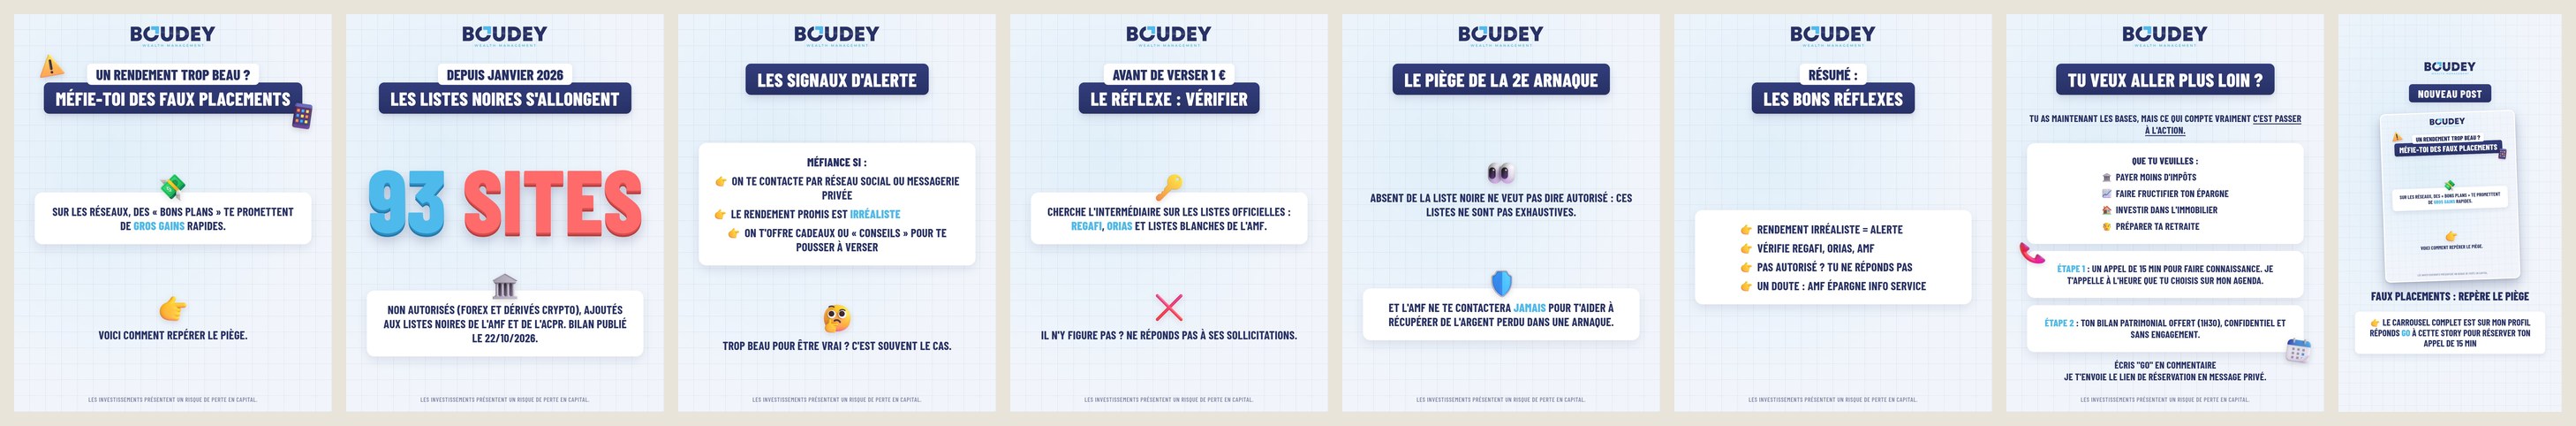 BOUDEY
WEALTH MANAGEMENT
UN RENDEMENT TROP BEAU ?
MÉFIE-TOI DES FAUX PLACEMENTS
SUR LES RÉSEAUX, DES « BONS PLANS » TE PROMETTENT
DE GROS GAINS RAPIDES.
VOICI COMMENT REPÉRER LE PIÈGE.
LES INVESTISSEMENTS PRÉSENTENT UN RISQUE DE PERTE EN CAPITAL.
BOUDEY
WEALTH MANAGEMENT
DEPUIS JANVIER 2026
LES LISTES NOIRES S'ALLONGENT
93 SITES
NON AUTORISÉS (FOREX ET DÉRIVÉS CRYPTO), AJOUTÉS
AUX LISTES NOIRES DE L'AMF ET DE L'ACPR. BILAN PUBLIÉ
LE 22/10/2026.
LES INVESTISSEMENTS PRÉSENTENT UN RISQUE DE PERTE EN CAPITAL.
BOUDEY
WEALTH MANAGEMENT
LES SIGNAUX D'ALERTE
MÉFIANCE SI :
ON TE CONTACTE PAR RÉSEAU SOCIAL OU MESSAGERIE
PRIVÉE
LE RENDEMENT PROMIS EST IRRÉALISTE
ON T'OFFRE CADEAUX OU « CONSEILS » POUR TE
POUSSER À VERSER
TROP BEAU POUR ÊTRE VRAI ? C'EST SOUVENT LE CAS.
LES INVESTISSEMENTS PRÉSENTENT UN RISQUE DE PERTE EN CAPITAL.
BOUDEY
WEALTH MANAGEMENT
AVANT DE VERSER 1 €
LE RÉFLEXE : VÉRIFIER
CHERCHE L'INTERMÉDIAIRE SUR LES LISTES OFFICIELLES :
REGAFI, ORIAS ET LISTES BLANCHES DE L'AMF.
IL N'Y FIGURE PAS ? NE RÉPONDS PAS À SES SOLLICITATIONS.
LES INVESTISSEMENTS PRÉSENTENT UN RISQUE DE PERTE EN CAPITAL.
BOUDEY
WEALTH MANAGEMENT
LE PIÈGE DE LA 2E ARNAQUE
ABSENT DE LA LISTE NOIRE NE VEUT PAS DIRE AUTORISÉ : CES
LISTES NE SONT PAS EXHAUSTIVES.
ET L'AMF NE TE CONTACTERA JAMAIS POUR T'AIDER À
RÉCUPÉRER DE L'ARGENT PERDU DANS UNE ARNAQUE.
LES INVESTISSEMENTS PRÉSENTENT UN RISQUE DE PERTE EN CAPITAL.
BOUDEY
WEALTH MANAGEMENT
RÉSUMÉ :
LES BONS RÉFLEXES
RENDEMENT IRRÉALISTE = ALERTE
VÉRIFIE REGAFI, ORIAS, AMF
PAS AUTORISÉ ? TU NE RÉPONDS PAS
UN DOUTE : AMF ÉPARGNE INFO SERVICE
LES INVESTISSEMENTS PRÉSENTENT UN RISQUE DE PERTE EN CAPITAL.
BOUDEY
WEALTH MANAGEMENT
TU VEUX ALLER PLUS LOIN ?
TU AS MAINTENANT LES BASES, MAIS CE QUI COMPTE VRAIMENT C'EST PASSER
À L'ACTION.
QUE TU VEUILLES :
PAYER MOINS D'IMPÔTS
FAIRE FRUCTIFIER TON ÉPARGNE
INVESTIR DANS L'IMMOBILIER
PRÉPARER TA RETRAITE
ÉTAPE 1 : UN APPEL DE 15 MIN POUR FAIRE CONNAISSANCE. JE
T'APPELLE À L'HEURE QUE TU CHOISIS SUR MON AGENDA.
ÉTAPE 2 : TON BILAN PATRIMONIAL OFFERT (1H30), CONFIDENTIEL ET
SANS ENGAGEMENT.
ÉCRIS "GO" EN COMMENTAIRE
JE T'ENVOIE LE LIEN DE RÉSERVATION EN MESSAGE PRIVÉ.
LES INVESTISSEMENTS PRÉSENTENT UN RISQUE DE PERTE EN CAPITAL.
BOUDEY
NOUVEAU POST
BOUDEY
UN RENDEMENT TROP BEAU ?
MÉFIE-TOI DES FAUX PLACEMENTS
SUR LES RÉSEAUX, DES « BONS PLANS » TE PROMETTENT
DE GROS GAINS RAPIDES.
VOICI COMMENT REPÉRER LE PIÈGE.
FAUX PLACEMENTS : REPÈRE LE PIÈGE
LE CARROUSEL COMPLET EST SUR MON PROFIL
RÉPONDS GO À CETTE STORY POUR RÉSERVER TON
APPEL DE 15 MIN